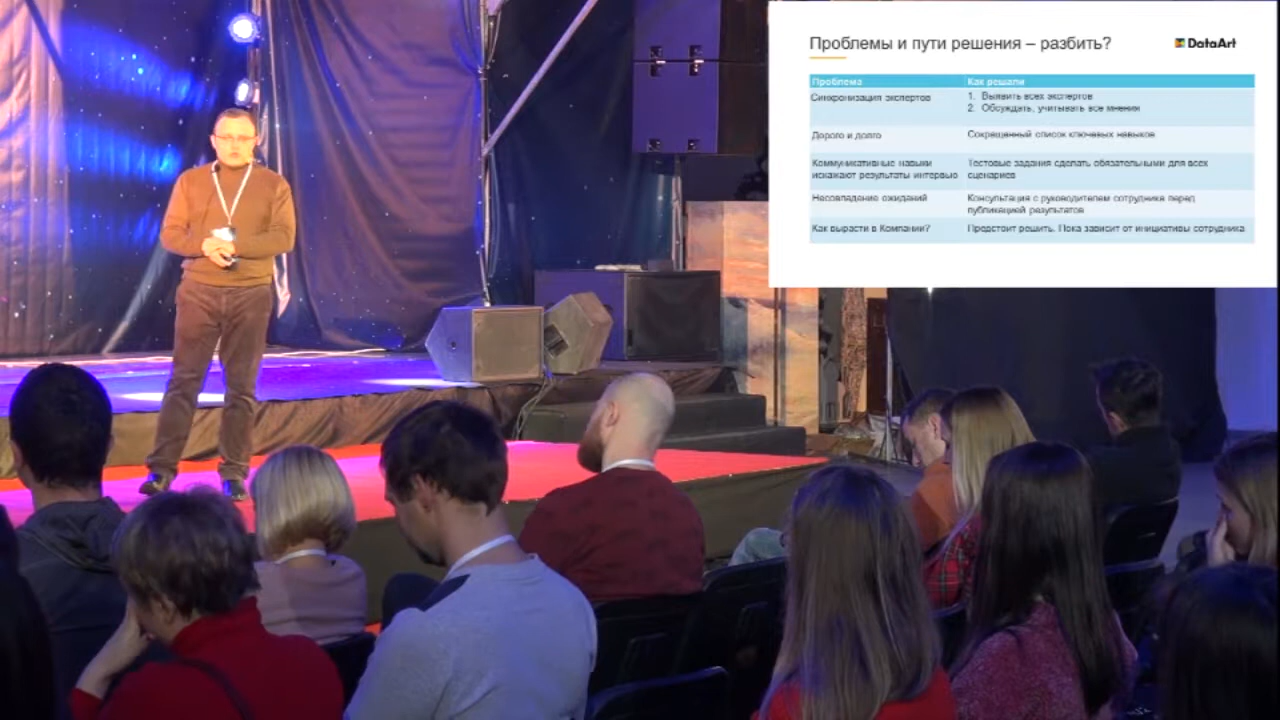 Проблемы и пути решения – разбить?
DataArt
Проблема Как решали
Синхронизация экспертов 1. Выявить всех экспертов
2. Обсуждать, учитывать все мнения
Дорого и долго Сокращенный список ключевых навыков
Коммуникативные навыки Тестовые задания сделать обязательными для всех
искажают результаты интервью сценариев
Несовпадение ожиданий Консультация с руководителем сотрудника перед
публикацией результатов
Как вырасти в Компании? Предстоит решить. Пока зависит от инициативы сотрудника